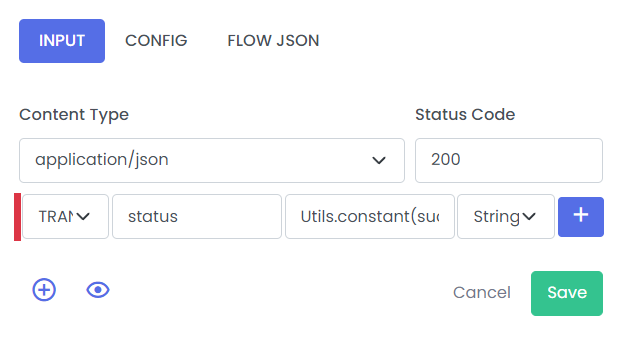 INPUT CONFIG FLOW JSON
Content Type Status Code
application/json 200
TRAN status Utils.constant(suc String +
Cancel Save